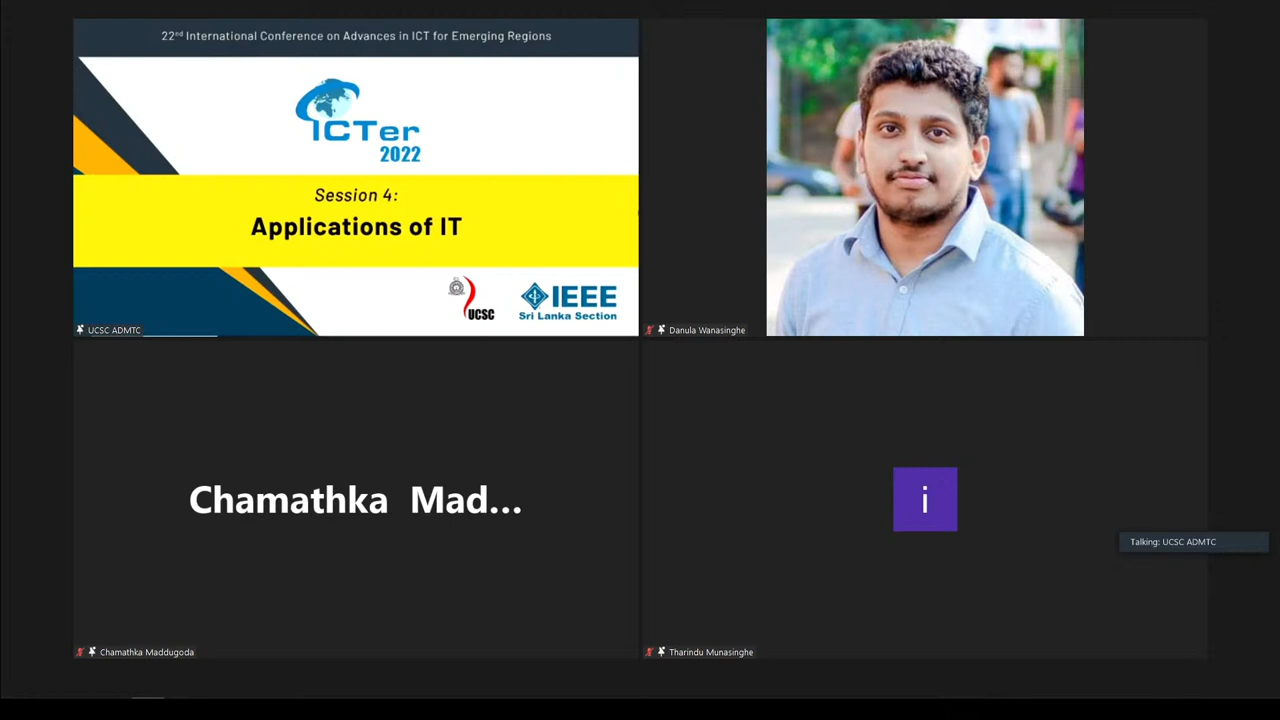 22nd International Conference on Advances in ICT for Emerging Regions
ICTer
2022
Session 4:
Applications of IT
UCSC
IEEE
Sri Lanka Section
UCSC ADMTC
Danula Wanasinghe
Chamathka Mad...
i
Talking: UCSC ADMTC
Chamathka Maddugoda
Tharindu Munasinghe